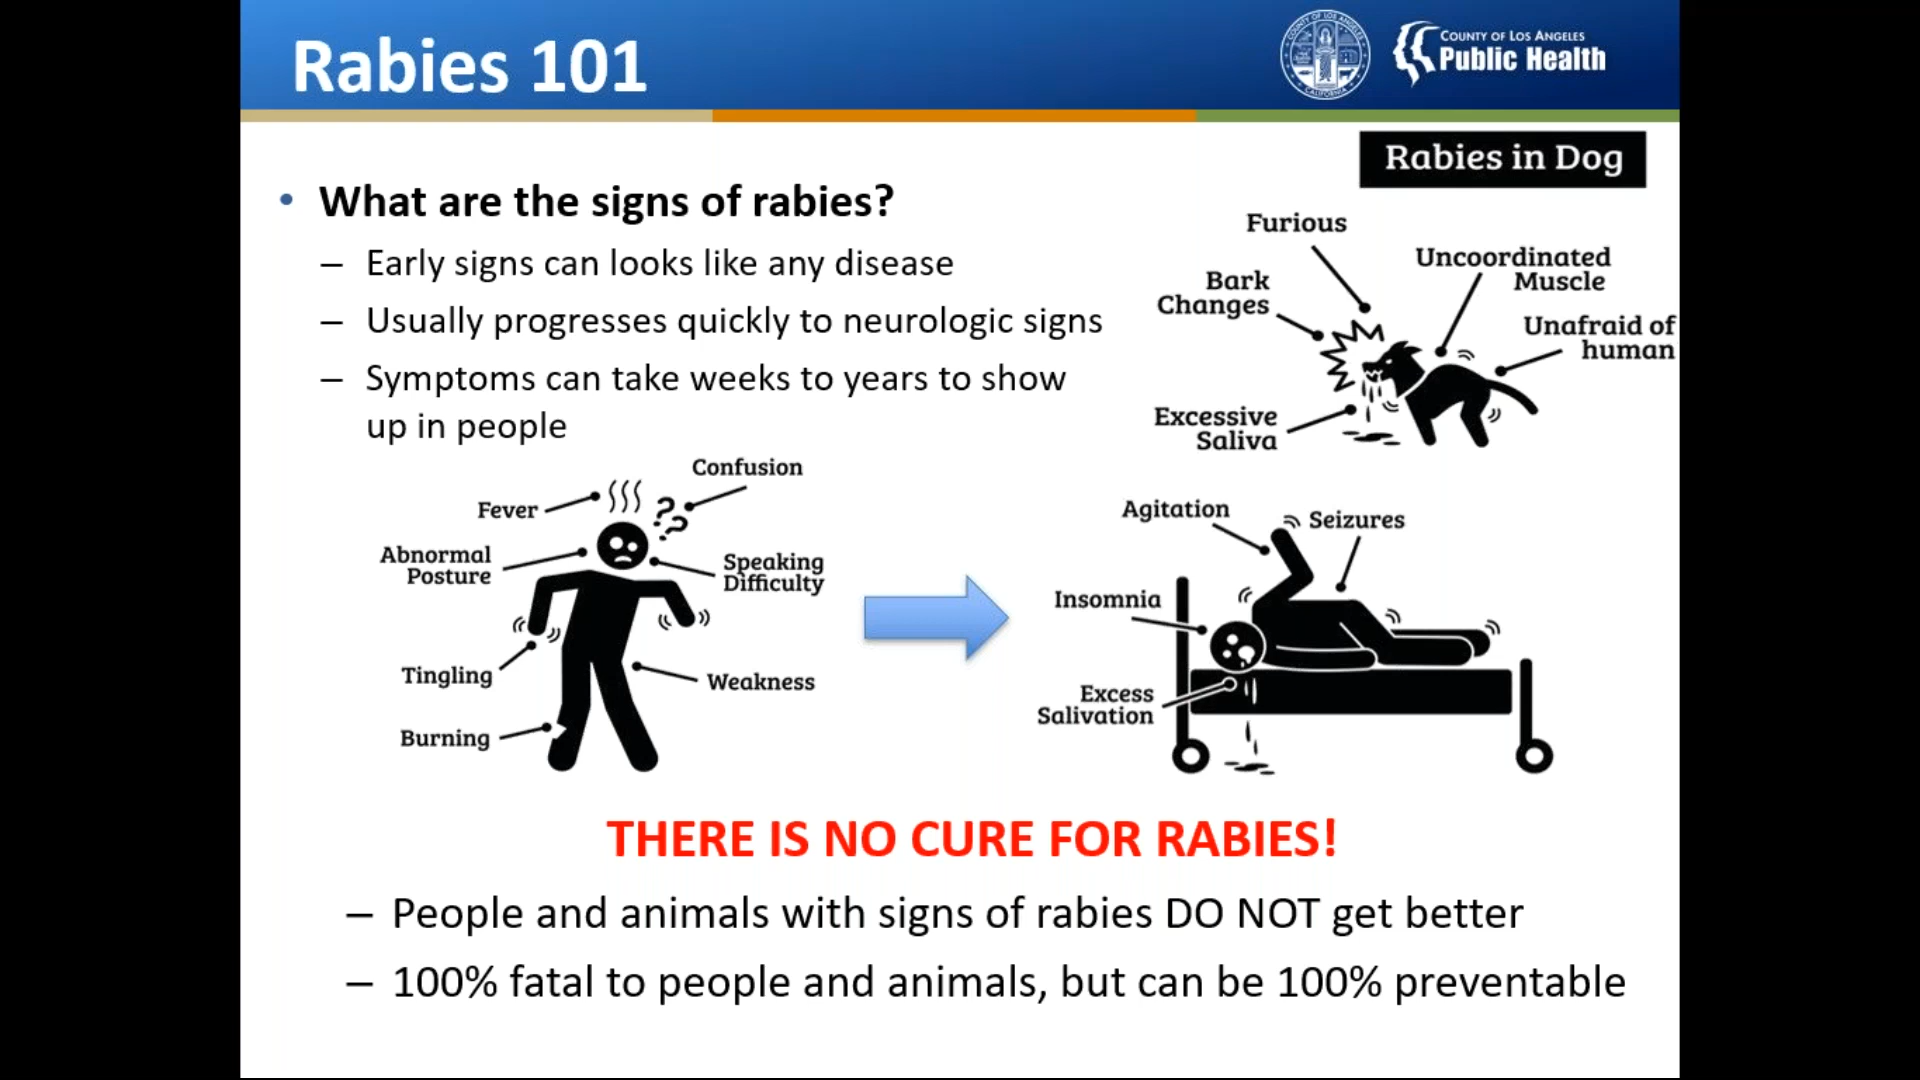 Rabies 101
COUNTY OF LOS ANGELES
Public Health
Rabies in Dog
• What are the signs of rabies?
– Early signs can looks like any disease
– Usually progresses quickly to neurologic signs
– Symptoms can take weeks to years to show
up in people
Furious
Uncoordinated
Muscle
Bark
Changes
Unafraid of
human
Excessive
Saliva
Confusion
Fever
Abnormal
Posture
Speaking
Difficulty
Tingling
Weakness
Burning
Agitation
Seizures
Insomnia
Excess
Salivation
THERE IS NO CURE FOR RABIES!
– People and animals with signs of rabies DO NOT get better
– 100% fatal to people and animals, but can be 100% preventable